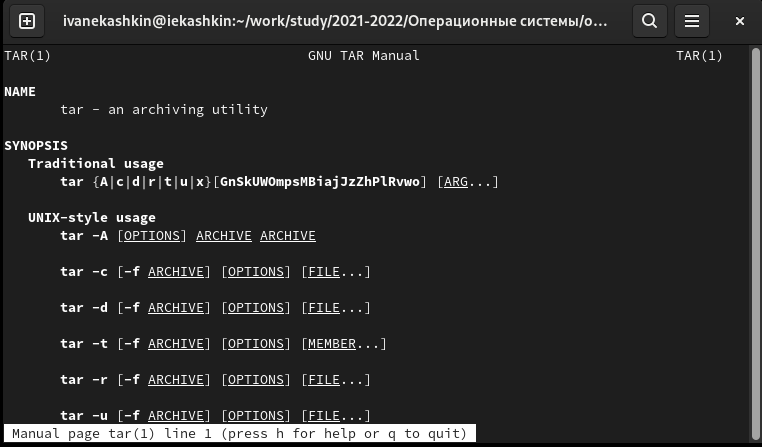 ivanekashkin@iekashkin:~/work/study/2021-2022/Операционные системы/о...
TAR(1) GNU TAR Manual TAR(1)
NAME
tar - an archiving utility
SYNOPSIS
Traditional usage
tar {A|c|d|r|t|u|x}[GnSkUWOmpsMBiajJzZhPlRvwo] [ARG...]
UNIX-style usage
tar -A [OPTIONS] ARCHIVE ARCHIVE
tar -c [-f ARCHIVE] [OPTIONS] [FILE...]
tar -d [-f ARCHIVE] [OPTIONS] [FILE...]
tar -t [-f ARCHIVE] [OPTIONS] [MEMBER...]
tar -r [-f ARCHIVE] [OPTIONS] [FILE...]
tar -u [-f ARCHIVE] [OPTIONS] [FILE...]
Manual page tar(1) line 1 (press h for help or q to quit)